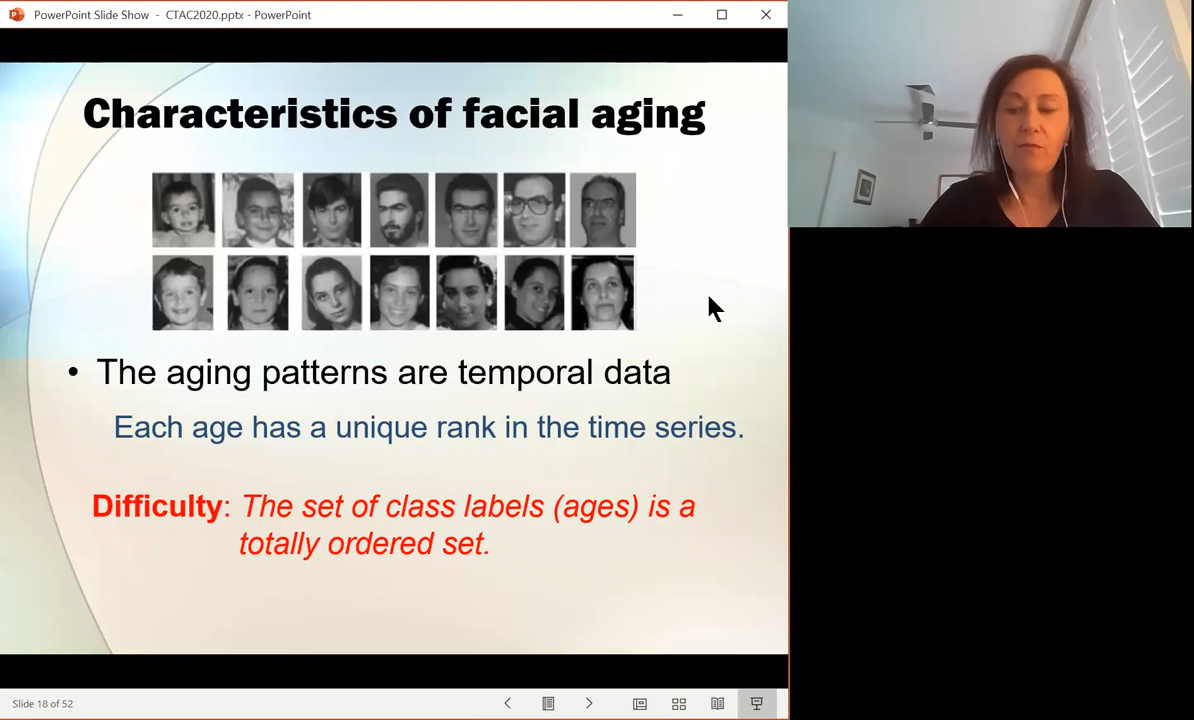 PowerPoint Slide Show - CTAC2020.pptx - PowerPoint
Characteristics of facial aging
• The aging patterns are temporal data
Each age has a unique rank in the time series.
Difficulty: The set of class labels (ages) is a
totally ordered set.
Slide 18 of 52